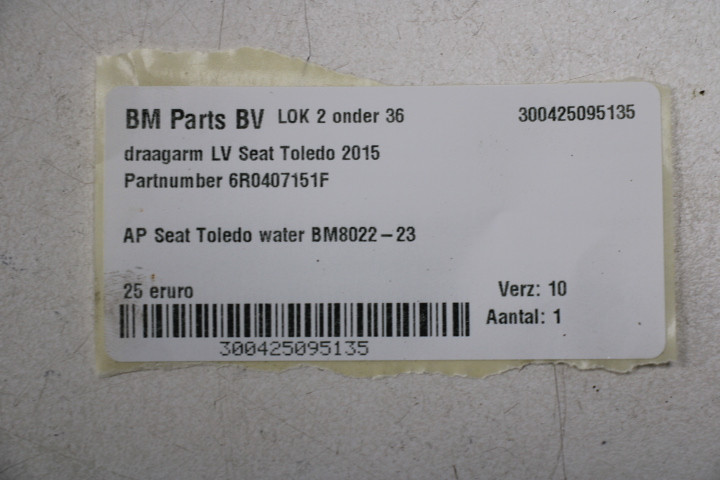 BM Parts BV LOK 2 onder 36 300425095135
draagarm LV Seat Toledo 2015
Partnumber 6R0407151F
AP Seat Toledo water BM8022-23
25 eruro Verz: 10
Aantal: 1
300425095135